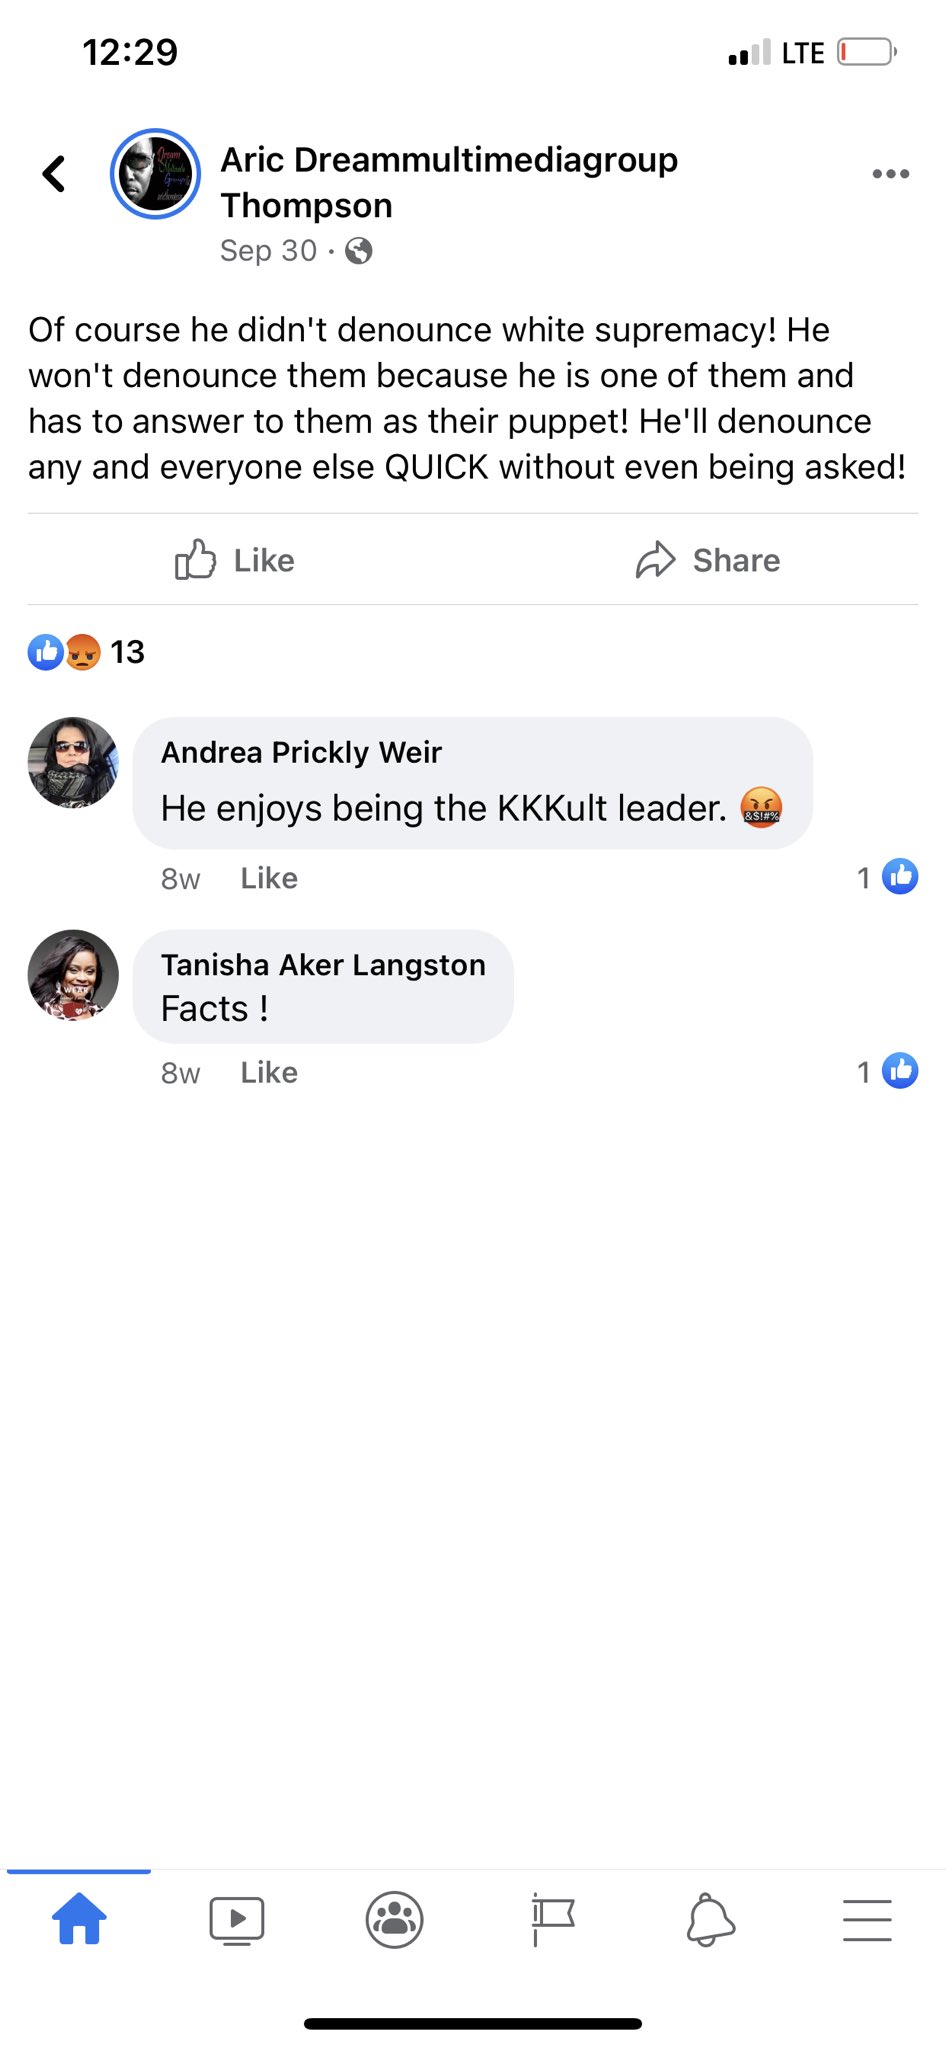 12:29
LTE
Aric Dreammultimediagroup
Thompson
Sep 30 ·
Of course he didn't denounce white supremacy! He
won't denounce them because he is one of them and
has to answer to them as their puppet! He'll denounce
any and everyone else QUICK without even being asked!
Like
Share
13
Andrea Prickly Weir
He enjoys being the KKKult leader.
8w Like
1
Tanisha Aker Langston
Facts !
8w Like
1